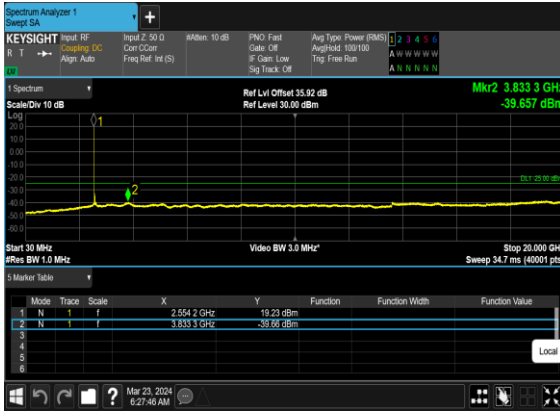 Spectrum Analyzer 1
Swept SA
+
KEYSIGHT Input: RF Input Z: 50 Ω #Atten: 10 dB PNO: Fast Avg Type: Power (RMS) 1 2 3 4 5 6
R T Coupling: DC Corr CCorr Gate: Off Avg|Hold: 100/100 A W W W W W
Align: Auto Freq Ref: Int (S) IF Gain: Low Trig: Free Run
Sig Track: Off A N N N N N
1 Spectrum Ref Lvl Offset 35.92 dB Mkr2 3.833 3 GHz
Scale/Div 10 dB Ref Level 30.00 dBm -39.657 dBm
Log
20.0
10.0
0.00
-10.0
-20.0
-30.0
-40.0
-50.0
-60.0
1
2
DL1 -25.00 dBm
Start 30 MHz Video BW 3.0 MHz* Stop 20.000 GH
#Res BW 1.0 MHz Sweep 34.7 ms (40001 pts
5 Marker Table
Mode Trace Scale X Y Function Function Width Function Value
1 N 1 f 2.554 2 GHz 19.23 dBm
2 N 1 f 3.833 3 GHz -39.66 dBm
3
4
5
6
Local
? Mar 23, 2024
6:27:46 AM